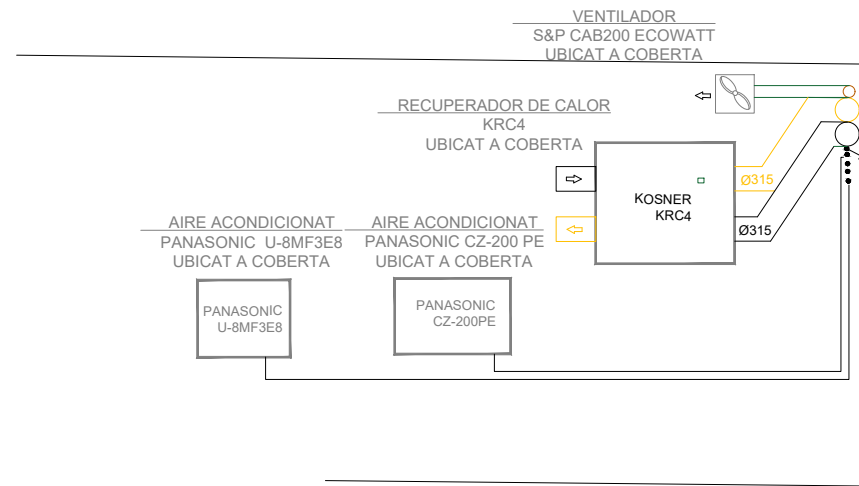 VENTILADOR
S&P CAB200 ECOWATT
UBICAT A COBERTA
RECUPERADOR DE CALOR
KRC4
UBICAT A COBERTA
Ø315
KOSNER
KRC4
Ø315
AIRE ACONDICIONAT
PANASONIC U-8MF3E8
UBICAT A COBERTA
AIRE ACONDICIONAT
PANASONIC CZ-200 PE
UBICAT A COBERTA
PANASONIC
U-8MF3E8
PANASONIC
CZ-200PE